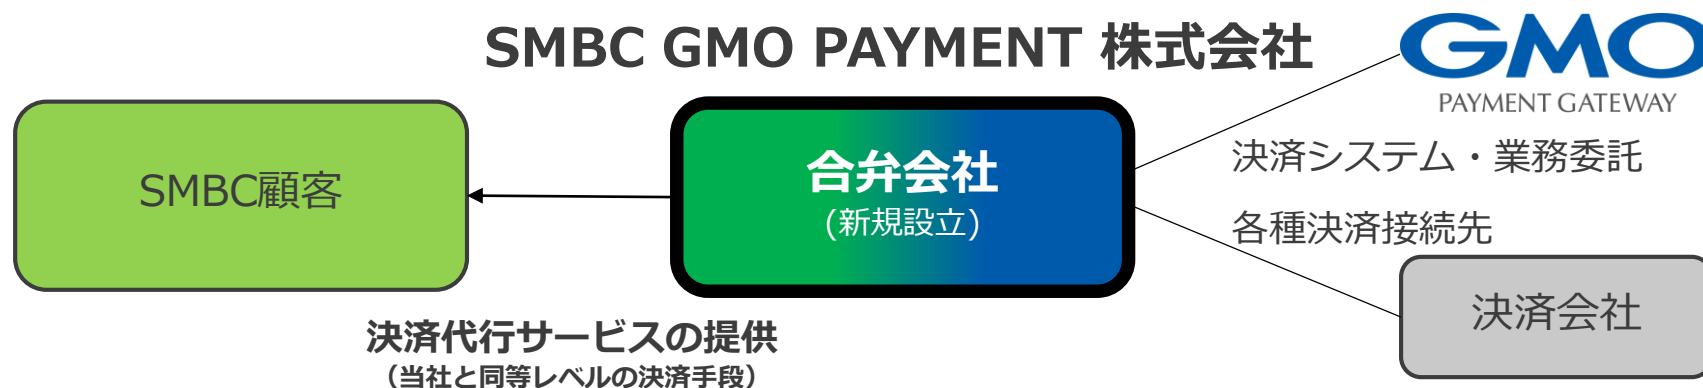 SMBC GMO PAYMENT 株式会社
GMO
PAYMENT GATEWAY
SMBC顧客
合弁会社
(新規設立)
決済システム・業務委託
各種決済接続先
決済会社
決済代行サービスの提供
（当社と同等レベルの決済手段）